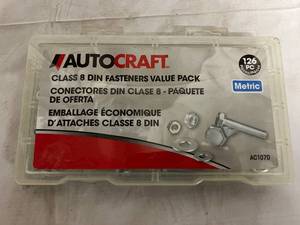 AUTOCRAFT
126
PC
CLASS 8 DIN FASTENERS VALUE PACK
Metric
CONECTORES DIN CLASE 8 - PAQUETE
DE OFERTA
EMBALLAGE ÉCONOMIQUE
D'ATTACHES CLASSE 8 DIN
AC1070